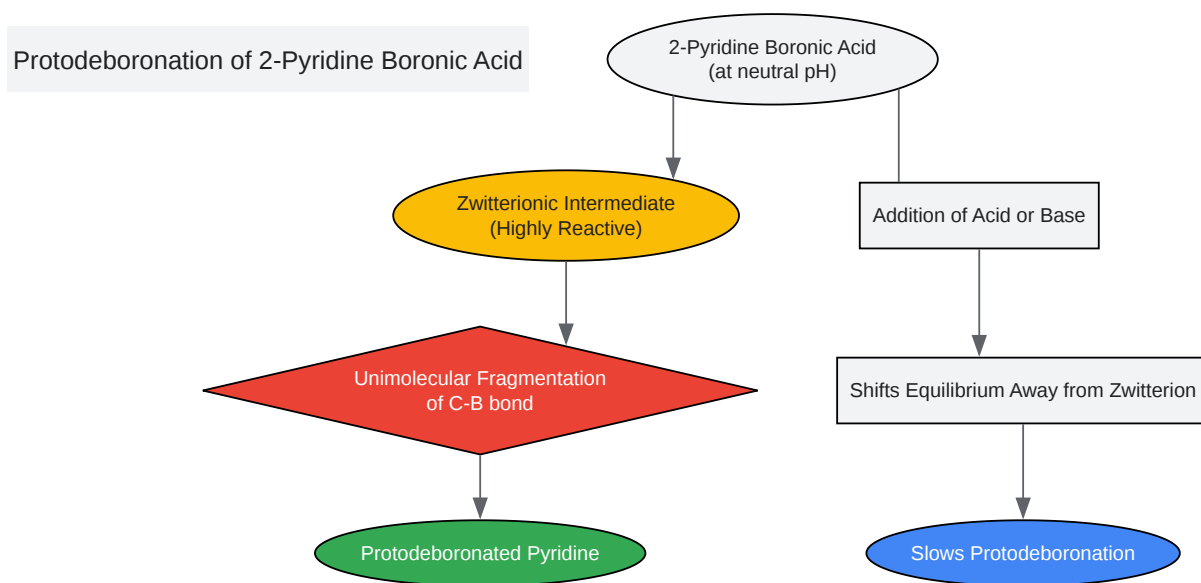 Protodeboronation of 2-Pyridine Boronic Acid
2-Pyridine Boronic Acid
(at neutral pH)
Zwitterionic Intermediate
(Highly Reactive)
Addition of Acid or Base
Unimolecular Fragmentation
of C-B bond
Shifts Equilibrium Away from Zwitterion
Protodeboronated Pyridine
Slows Protodeboronation